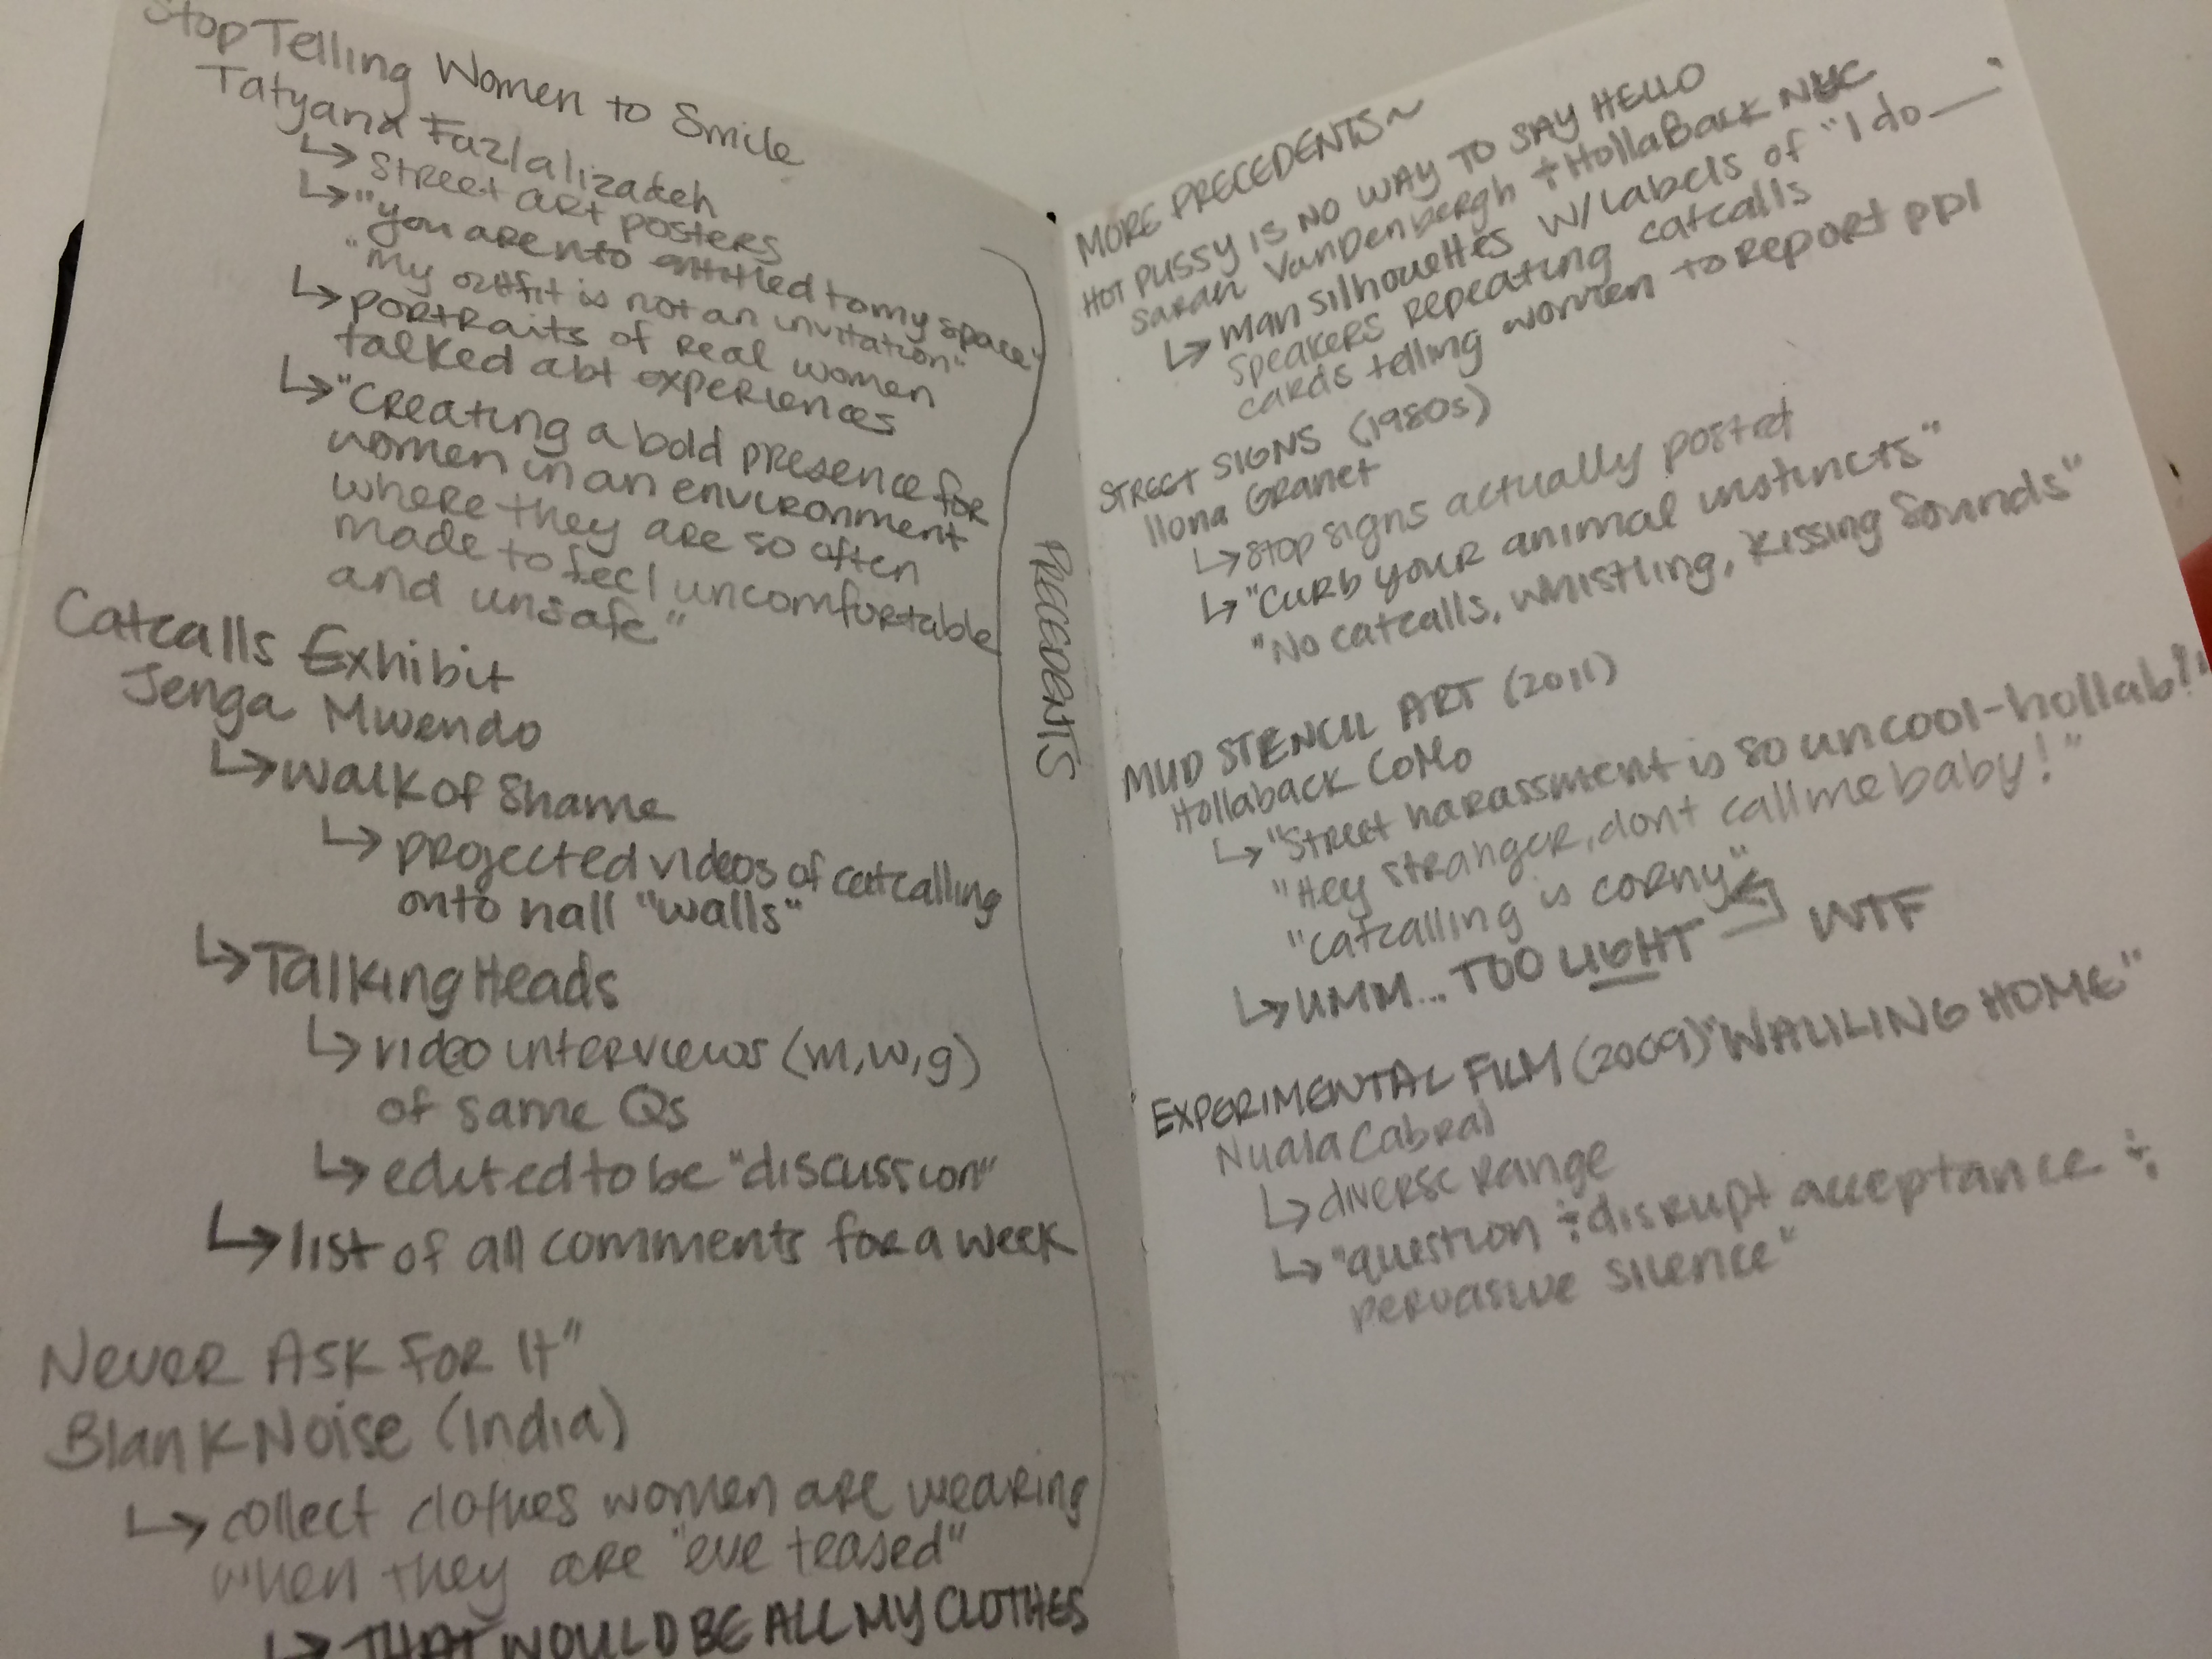 Stop Telling Women to Smile
Tatyana Fazlalizadeh
↳ street art posters
↳ "you are not entitled to my space"
"My outfit is not an invitation"
↳ portraits of real women
talked abt experiences
↳ "Creating a bold presence for
women in an environment
where they are so often
made to feel uncomfortable
and unsafe"
Catcalls Exhibit
Jenga Mwendo
↳ Walk of Shame
↳ projected videos of catcalling
onto hall "walls"
↳ Talking Heads
↳ video interviews (m,w,g)
of same Qs
↳ edited to be "discussion"
↳ list of all comments for a week
Never Ask For It"
Blank Noise (India)
↳ collect clothes women are wearing
when they are "eve teased"
↳ THAT WOULD BE ALL MY CLOTHES
PRECEDENTS
MORE PRECEDENTS~
HOT PUSSY IS NO WAY TO SAY HELLO
Sarah VanDenbergh + HollaBack NYC
↳ man silhouettes w/ labels of "I do ___"
Speakers repeating catcalls
cards telling women to report ppl
STREET SIGNS (1980s)
Ilona Granet
↳ stop signs actually posted
↳ "Curb your animal instincts"
"No catcalls, whistling, kissing sounds"
MUD STENCIL ART (2011)
Hollaback CoMo
↳ "Street harassment is so uncool-hollab!"
"Hey stranger, dont call me baby!"
"catcalling is corny"
↳ UMM... TOO LIGHT WTF
EXPERIMENTAL FILM (2009) "WALKING HOME"
Nuala Cabral
↳ diverse range
↳ "question + disrupt acceptance +
pervasive silence"